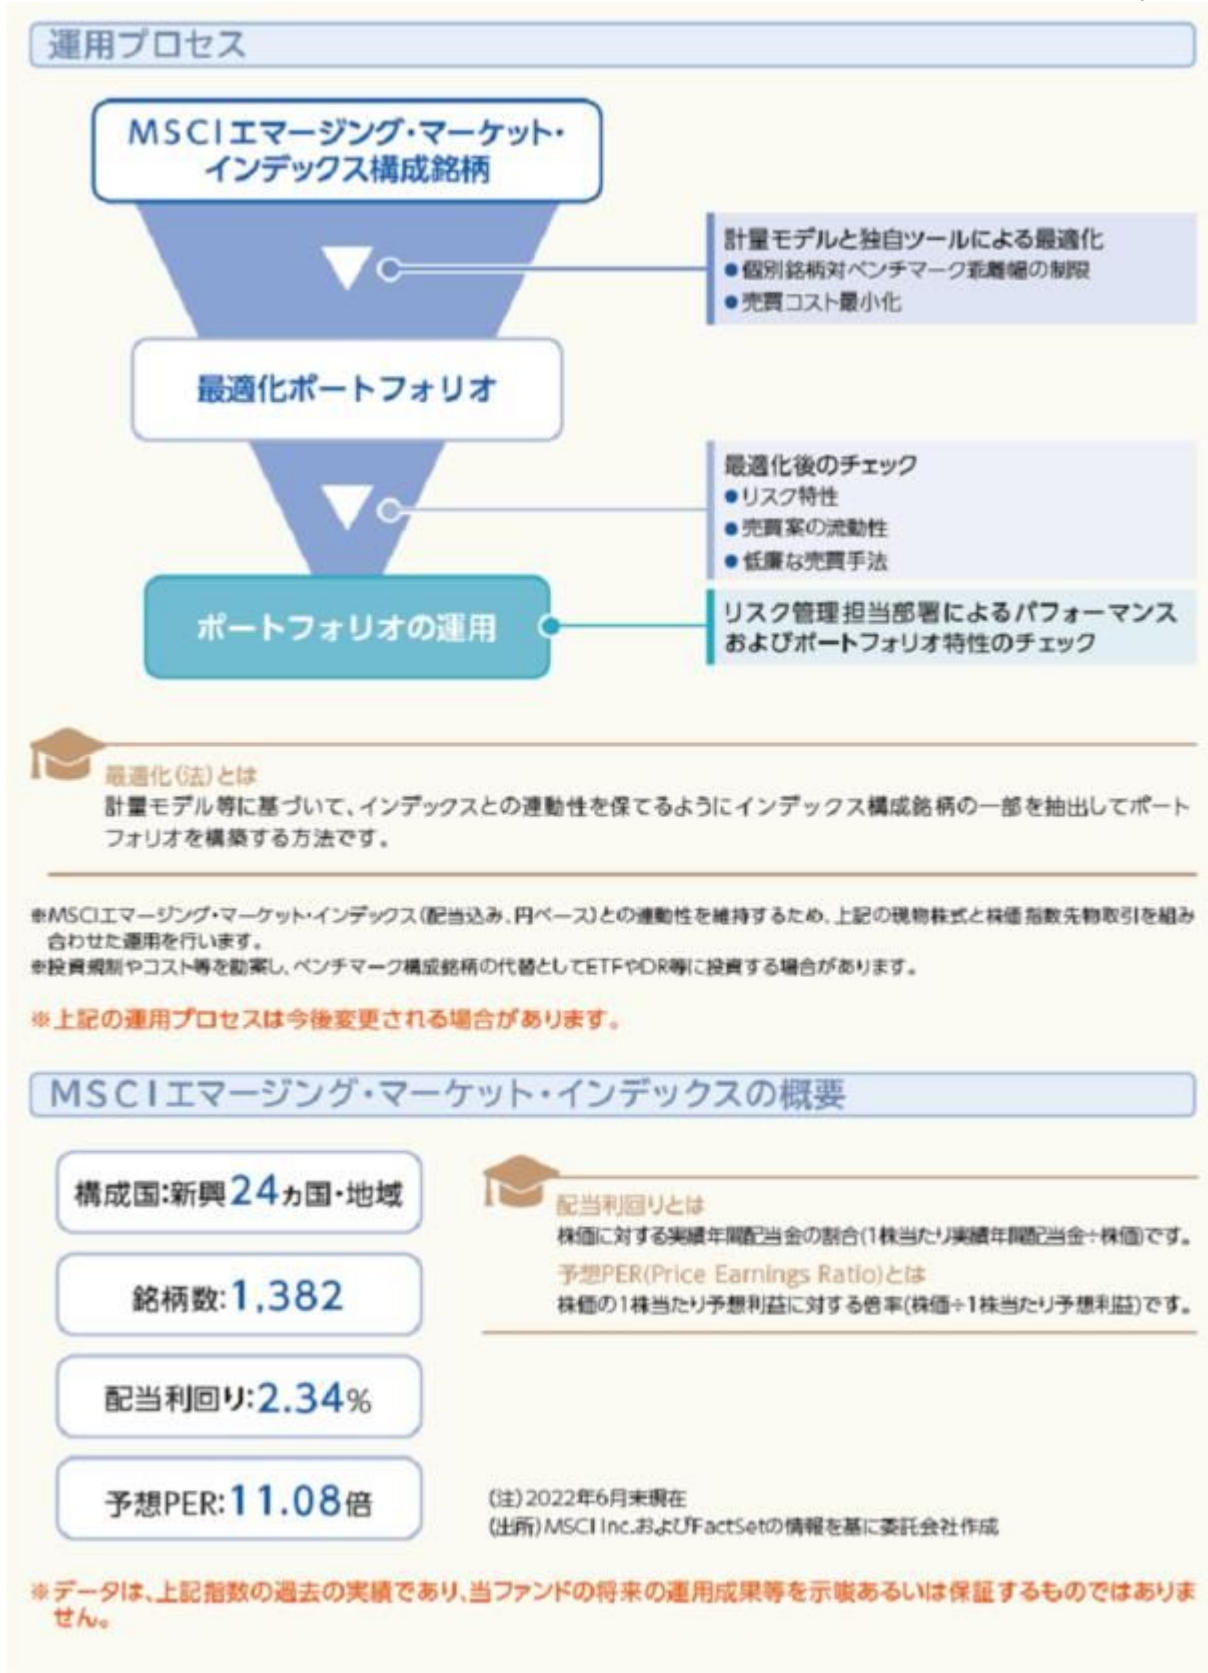 運用プロセス
MSCIエマージング・マーケット・
インデックス構成銘柄
計量モデルと独自ツールによる最適化
●個別銘柄対ベンチマーク乖離幅の制限
●売買コスト最小化
最適化ポートフォリオ
最適化後のチェック
●リスク特性
●売買案の流動性
●低廉な売買手法
ポートフォリオの運用
リスク管理担当部署によるパフォーマンス
およびポートフォリオ特性のチェック
最適化(法)とは
計量モデル等に基づいて、インデックスとの連動性を保てるようにインデックス構成銘柄の一部を抽出してポート
フォリオを構築する方法です。
※MSCIエマージング・マーケット・インデックス(配当込み、円ベース)との連動性を維持するため、上記の現物株式と株価指数先物取引を組み
合わせた運用を行います。
※投資規制やコスト等を勘案し、ベンチマーク構成銘柄の代替としてETFやDR等に投資する場合があります。
※上記の運用プロセスは今後変更される場合があります。
MSCIエマージング・マーケット・インデックスの概要
構成国:新興24ヵ国・地域
銘柄数:1,382
配当利回り:2.34%
予想PER:11.08倍
配当利回りとは
株価に対する実績年間配当金の割合(1株当たり実績年間配当金÷株価)です。
予想PER(Price Earnings Ratio)とは
株価の1株当たり予想利益に対する倍率(株価÷1株当たり予想利益)です。
(注)2022年6月末現在
(出所)MSCI Inc.およびFactSetの情報を基に委託会社作成
※データは、上記指数の過去の実績であり、当ファンドの将来の運用成果等を示唆あるいは保証するものではありま
せん。